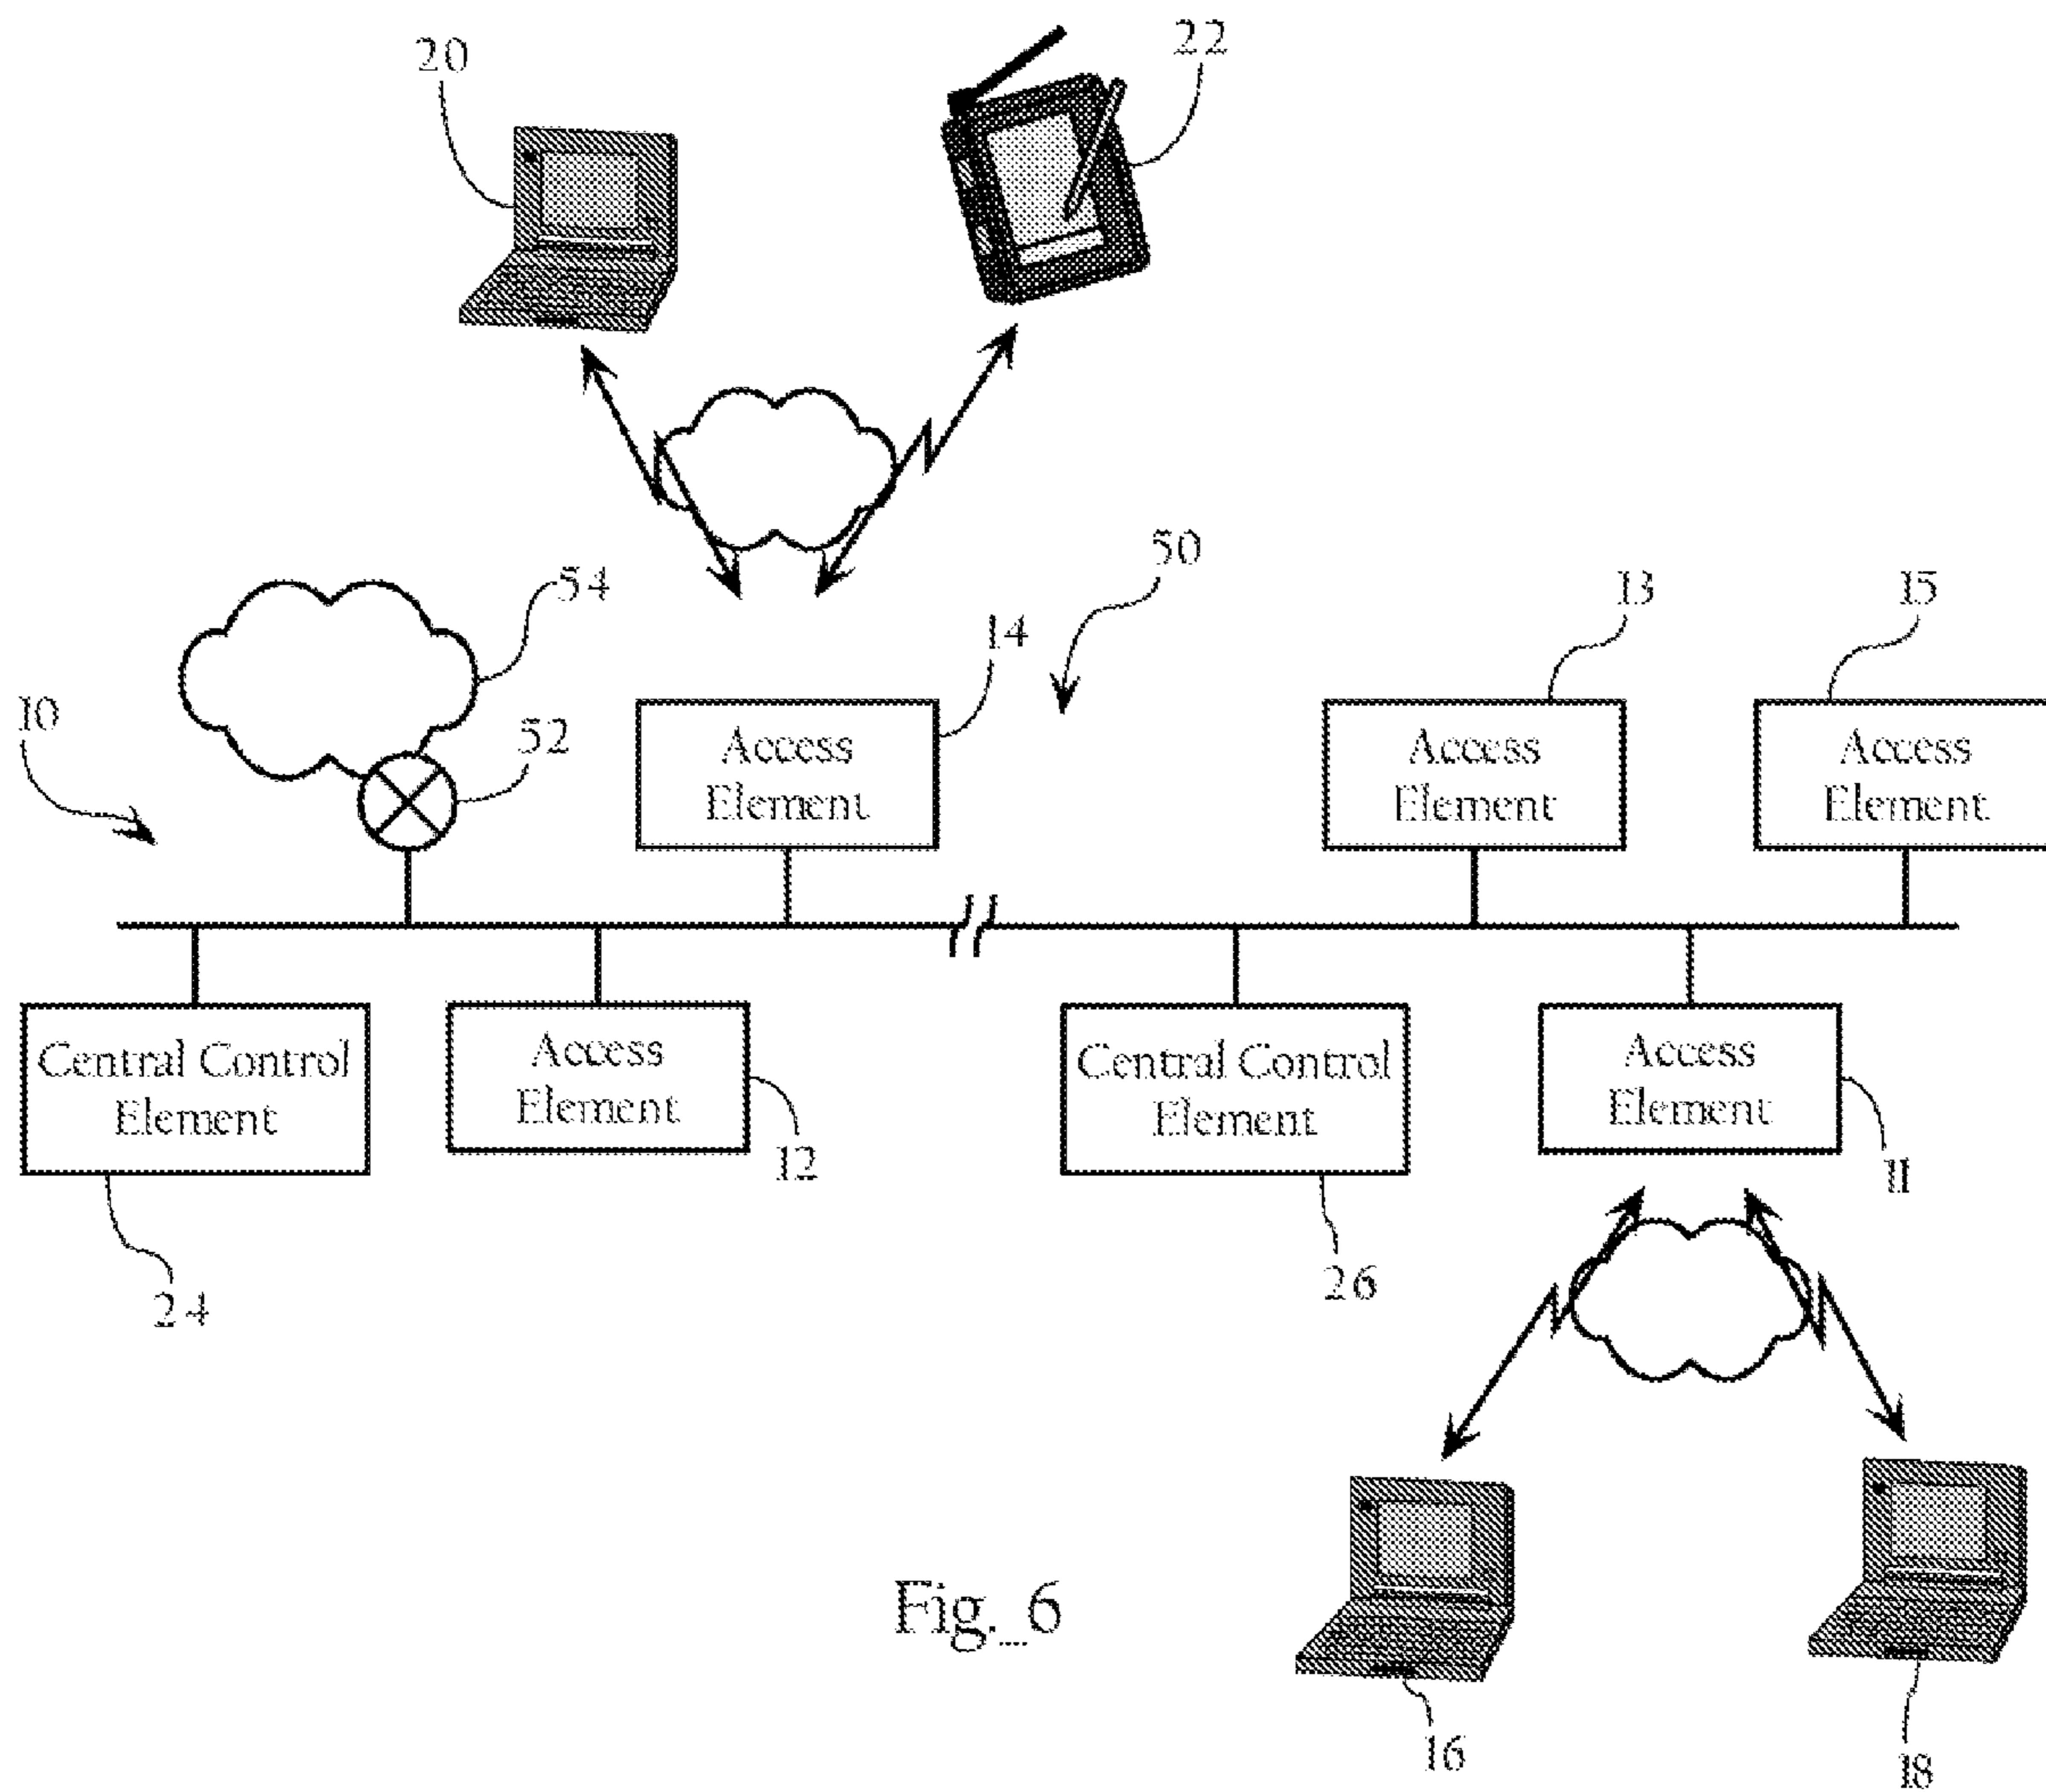 20
22
54
50
14
13
15
10
52
Access
Element
Access
Element
Access
Element
Central Control
Element
Access
Element
Central Control
Element
Access
Element
12
11
24
26
Fig._6
16
18